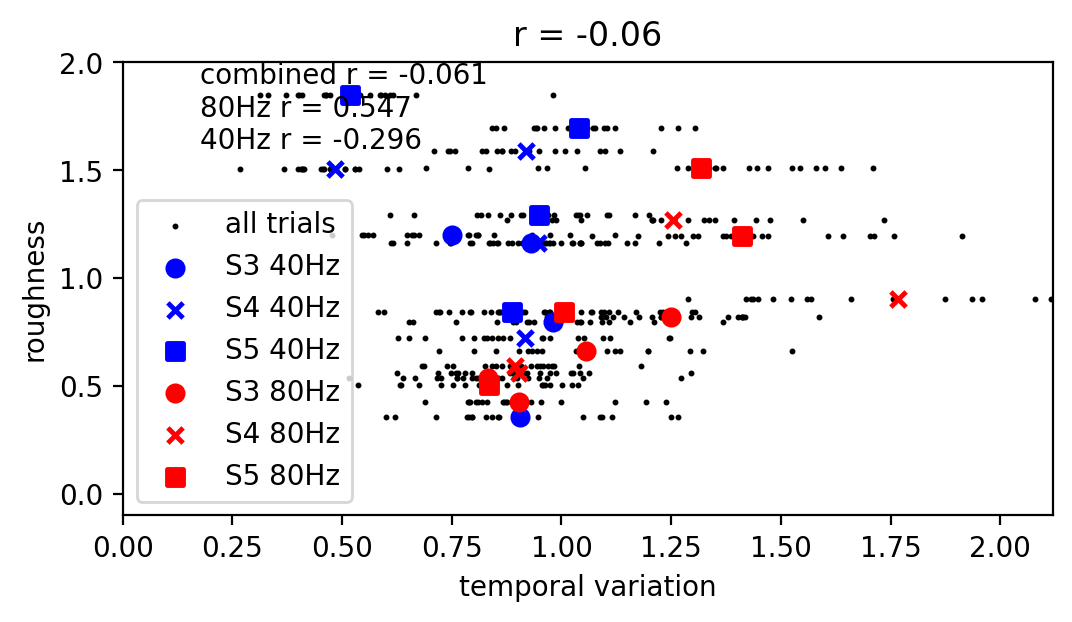 r = -0.06
combined r = -0.061
80Hz r = 0.547
40Hz r = -0.296
2.0
1.5
1.0
0.5
0.0
roughness
all trials
S3 40Hz
S4 40Hz
S5 40Hz
S3 80Hz
S4 80Hz
S5 80Hz
0.00 0.25 0.50 0.75 1.00 1.25 1.50 1.75 2.00
temporal variation